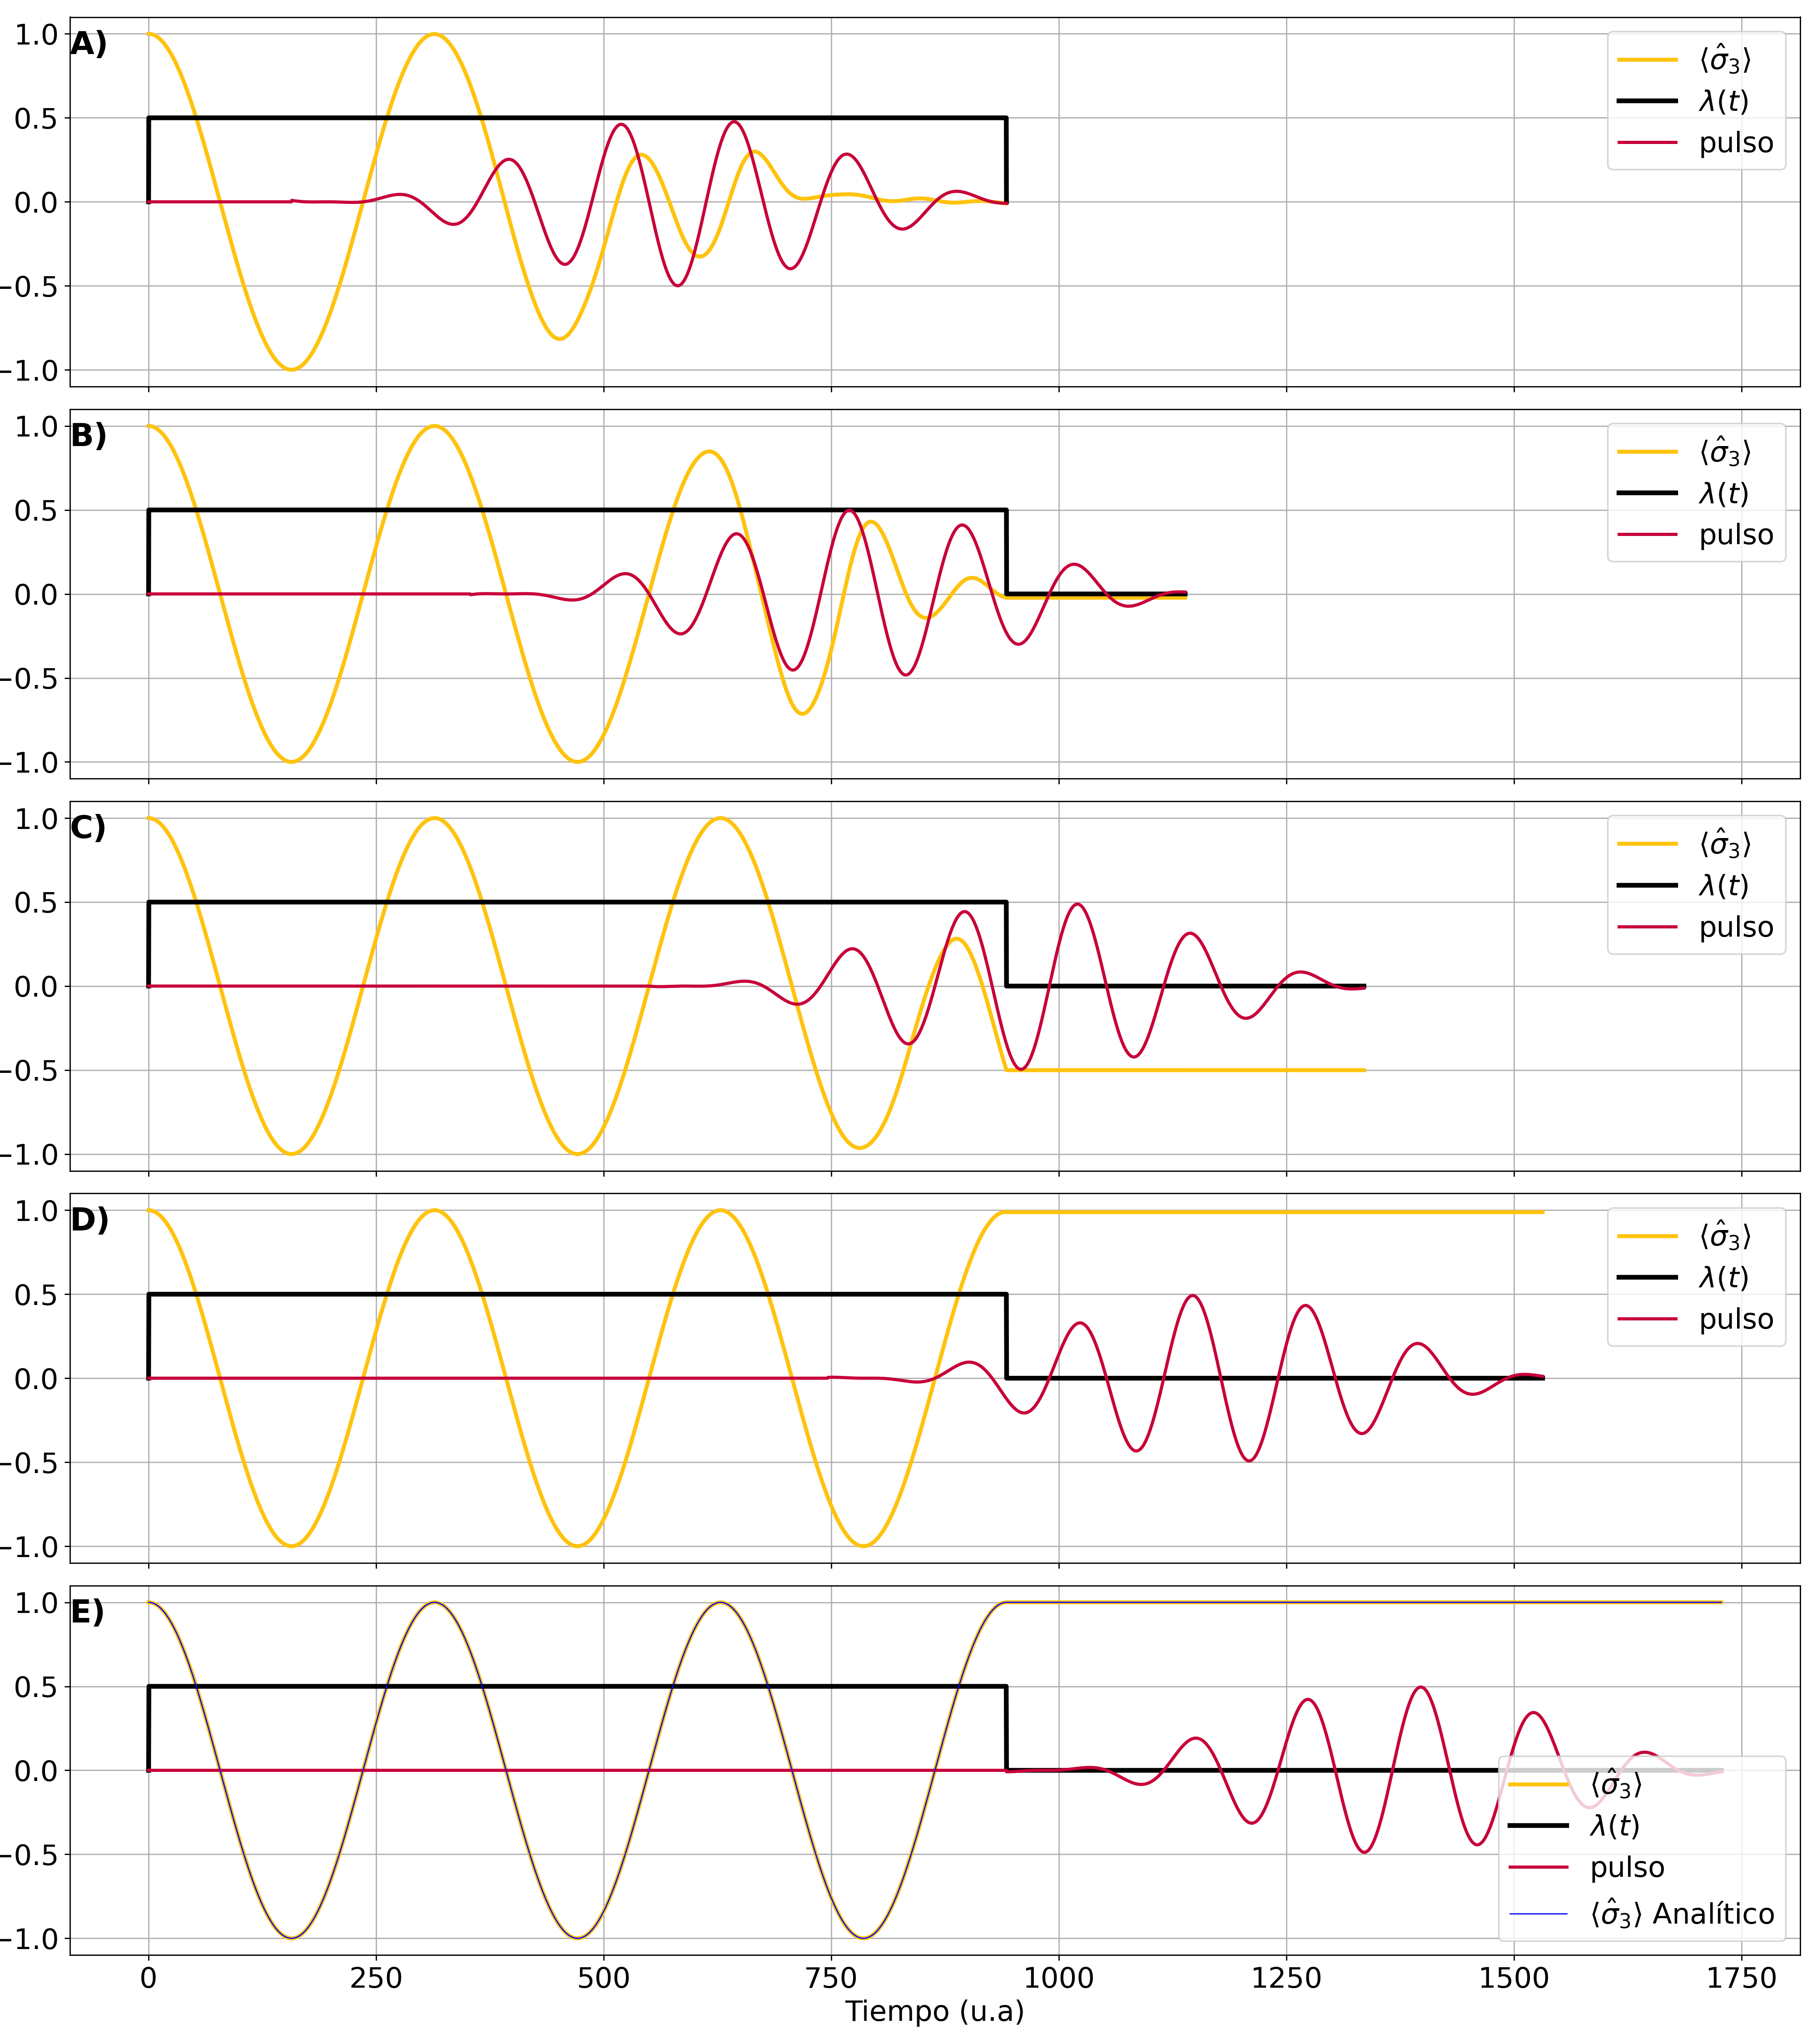 A)
1.0
0.5
0.0
−0.5
−1.0
⟨σ̂₃⟩
λ(t)
pulso
B)
1.0
0.5
0.0
−0.5
−1.0
⟨σ̂₃⟩
λ(t)
pulso
C)
1.0
0.5
0.0
−0.5
−1.0
⟨σ̂₃⟩
λ(t)
pulso
D)
1.0
0.5
0.0
−0.5
−1.0
⟨σ̂₃⟩
λ(t)
pulso
E)
1.0
0.5
0.0
−0.5
−1.0
⟨σ̂₃⟩
λ(t)
pulso
⟨σ̂₃⟩ Analítico
0 250 500 750 1000 1250 1500 1750
Tiempo (u.a)